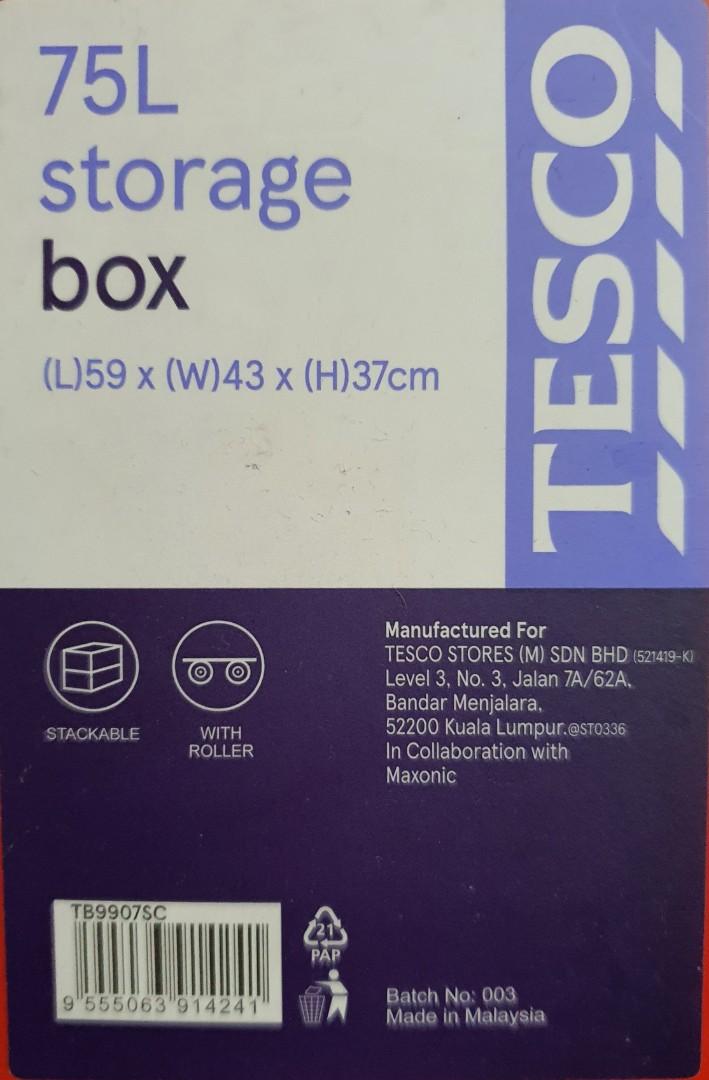 75L
storage
box
(L)59 x (W)43 x (H)37cm
TESCO
STACKABLE
WITH
ROLLER
Manufactured For
TESCO STORES (M) SDN BHD (521419-K)
Level 3, No. 3, Jalan 7A/62A,
Bandar Menjalara,
52200 Kuala Lumpur.@ST0336
In Collaboration with
Maxonic
TB9907SC
9 555063 914241
21
PAP
Batch No: 003
Made in Malaysia